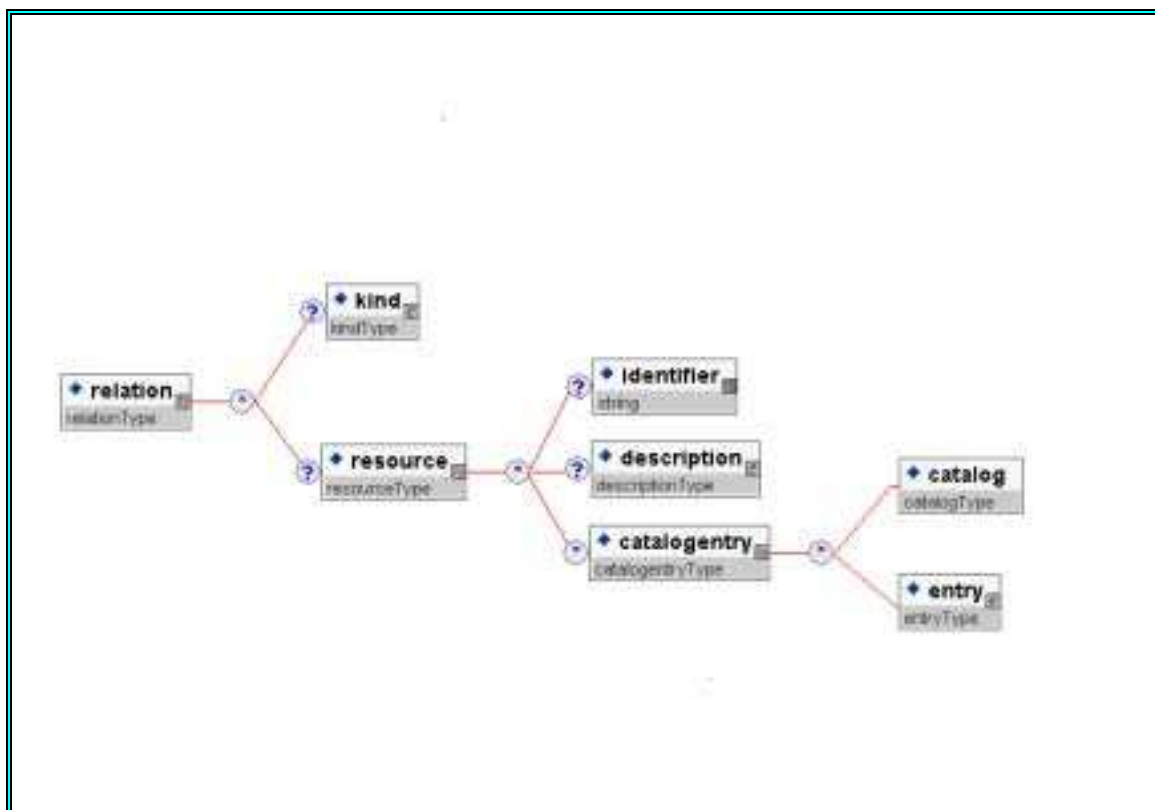 kind
kindType
relation
relationType
?
?
*
resource
resourceType
*
?
identifier
string
?
description
descriptionType
*
catalogentry
catalogentryType
*
catalog
catalogType
entry
entryType